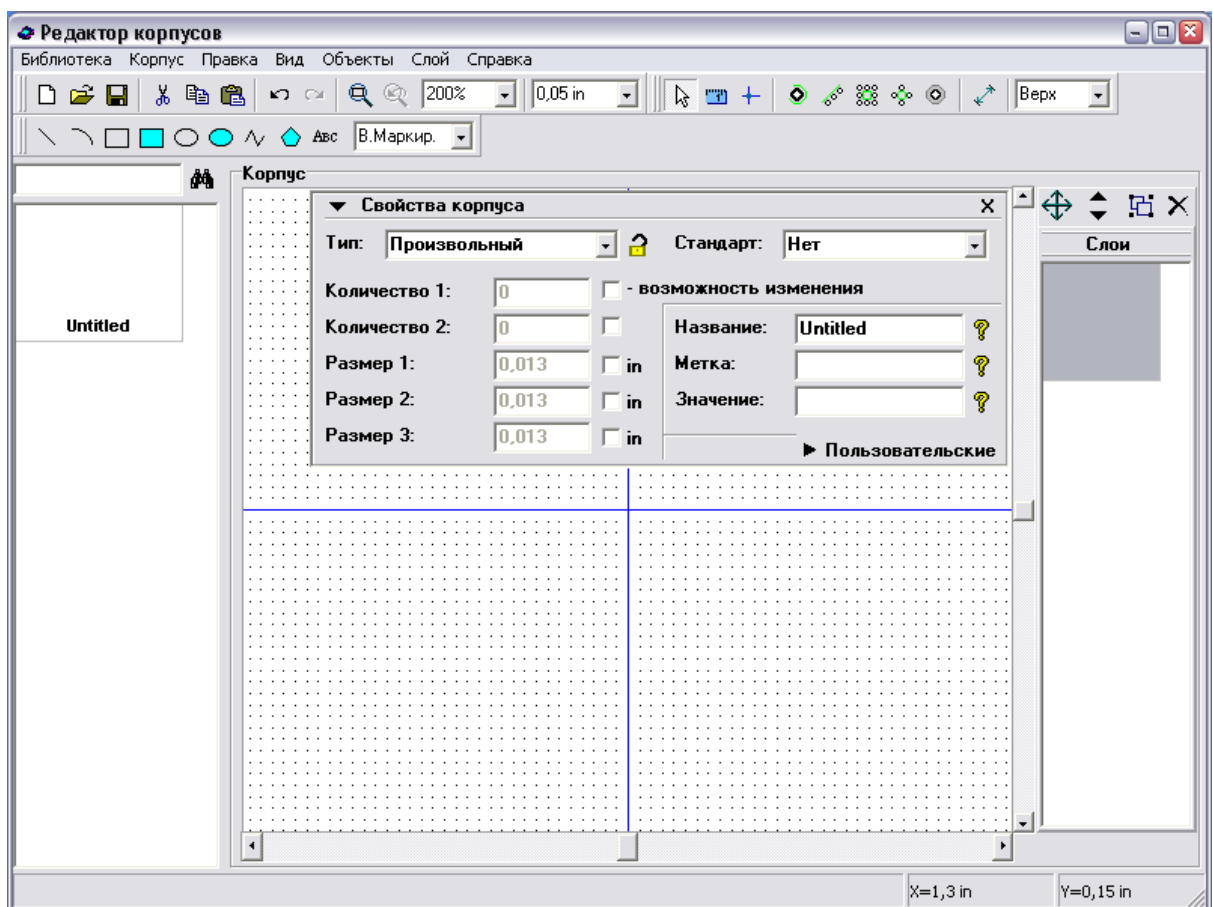 Редактор корпусов
Библиотека Корпус Правка Вид Объекты Слой Справка
200% 0,05 in Верх
ABC В.Маркир.
Корпус
Свойства корпуса X
Тип: Произвольный Стандарт: Нет
Слои
Количество 1: 0 - возможность изменения
Untitled
Количество 2: 0 Название: Untitled
Размер 1: 0,013 in Метка:
Размер 2: 0,013 in Значение:
Размер 3: 0,013 in
Пользовательские
X=1,3 in Y=0,15 in